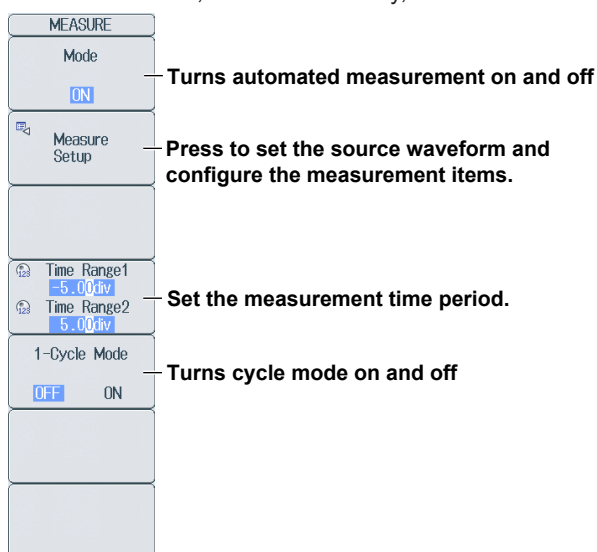 MEASURE
Mode
ON
Turns automated measurement on and off
Measure
Setup
Press to set the source waveform and
configure the measurement items.
Time Range1
-5.00div
Time Range2
5.00div
Set the measurement time period.
1-Cycle Mode
OFF ON
Turns cycle mode on and off